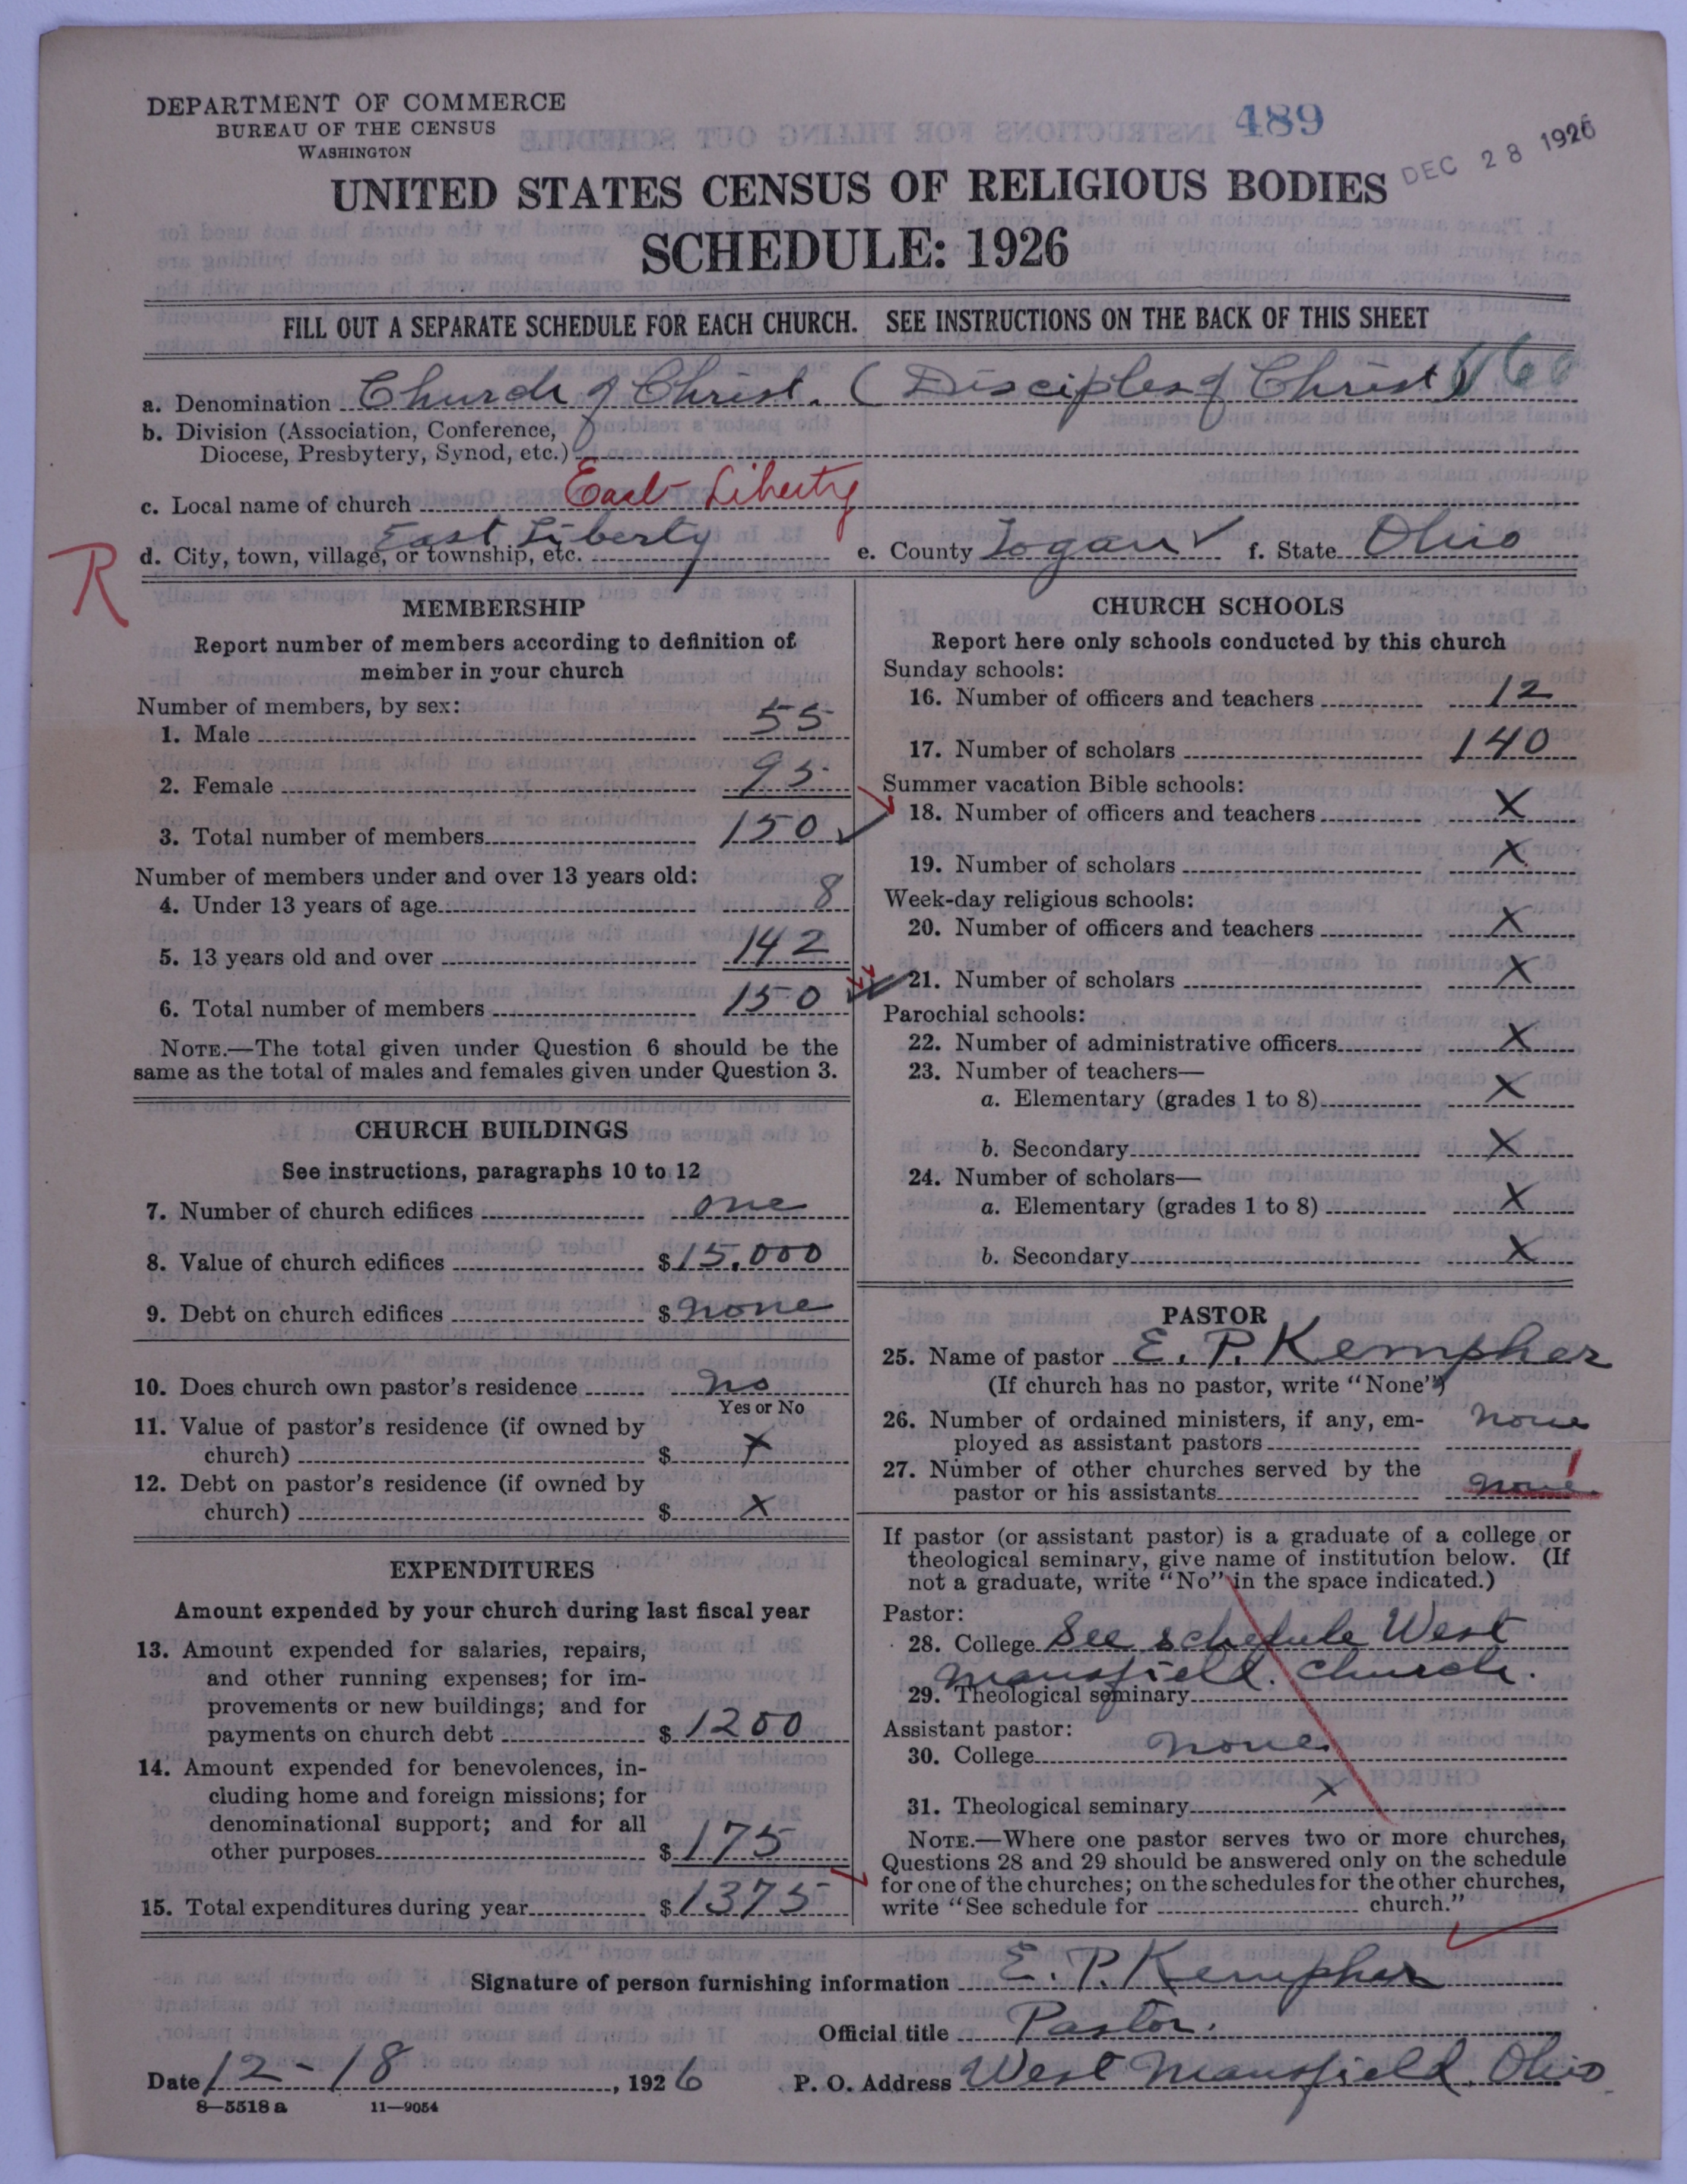 DEPARTMENT OF COMMERCE
BUREAU OF THE CENSUS
WASHINGTON
489
DEC 28 1926
UNITED STATES CENSUS OF RELIGIOUS BODIES
SCHEDULE: 1926
FILL OUT A SEPARATE SCHEDULE FOR EACH CHURCH. SEE INSTRUCTIONS ON THE BACK OF THIS SHEET
a. Denomination Church of Christ. (Disciples of Christ)
b. Division (Association, Conference,
Diocese, Presbytery, Synod, etc.)
c. Local name of church East Liberty
d. City, town, village, or township, etc. East Liberty e. County Logan ✓ f. State Ohio
R
MEMBERSHIP
Report number of members according to definition of
member in your church
Number of members, by sex:
1. Male 55
2. Female 95
3. Total number of members 150 ✓
Number of members under and over 13 years old:
4. Under 13 years of age 8
5. 13 years old and over 142
6. Total number of members 150
NOTE.—The total given under Question 6 should be the
same as the total of males and females given under Question 3.
CHURCH BUILDINGS
See instructions, paragraphs 10 to 12
7. Number of church edifices one
8. Value of church edifices $15.000
9. Debt on church edifices $none
10. Does church own pastor's residence no
Yes or No
11. Value of pastor's residence (if owned by
church) $ X
12. Debt on pastor's residence (if owned by
church) $ X
EXPENDITURES
Amount expended by your church during last fiscal year
13. Amount expended for salaries, repairs,
and other running expenses; for im-
provements or new buildings; and for
payments on church debt $1200
14. Amount expended for benevolences, in-
cluding home and foreign missions; for
denominational support; and for all
other purposes $175
15. Total expenditures during year $1375
CHURCH SCHOOLS
Report here only schools conducted by this church
Sunday schools:
16. Number of officers and teachers 12
17. Number of scholars 140
Summer vacation Bible schools:
18. Number of officers and teachers X
19. Number of scholars X
Week-day religious schools:
20. Number of officers and teachers X
21. Number of scholars X
Parochial schools:
22. Number of administrative officers X
23. Number of teachers—
a. Elementary (grades 1 to 8) X
b. Secondary X
24. Number of scholars—
a. Elementary (grades 1 to 8) X
b. Secondary X
PASTOR
25. Name of pastor E. P. Kempher
(If church has no pastor, write "None")
26. Number of ordained ministers, if any, em-
ployed as assistant pastors none
27. Number of other churches served by the
pastor or his assistants none 1
If pastor (or assistant pastor) is a graduate of a college or
theological seminary, give name of institution below. (If
not a graduate, write "No" in the space indicated.)
Pastor:
28. College See schedule West
Mansfield. Church.
29. Theological seminary
Assistant pastor:
30. College none
31. Theological seminary X
NOTE.—Where one pastor serves two or more churches,
Questions 28 and 29 should be answered only on the schedule
for one of the churches; on the schedules for the other churches,
write "See schedule for church."
Signature of person furnishing information E. P. Kempher
Official title Pastor.
Date 12-18, 1926 P. O. Address West Mansfield, Ohio.
8-5518 a 11-9054